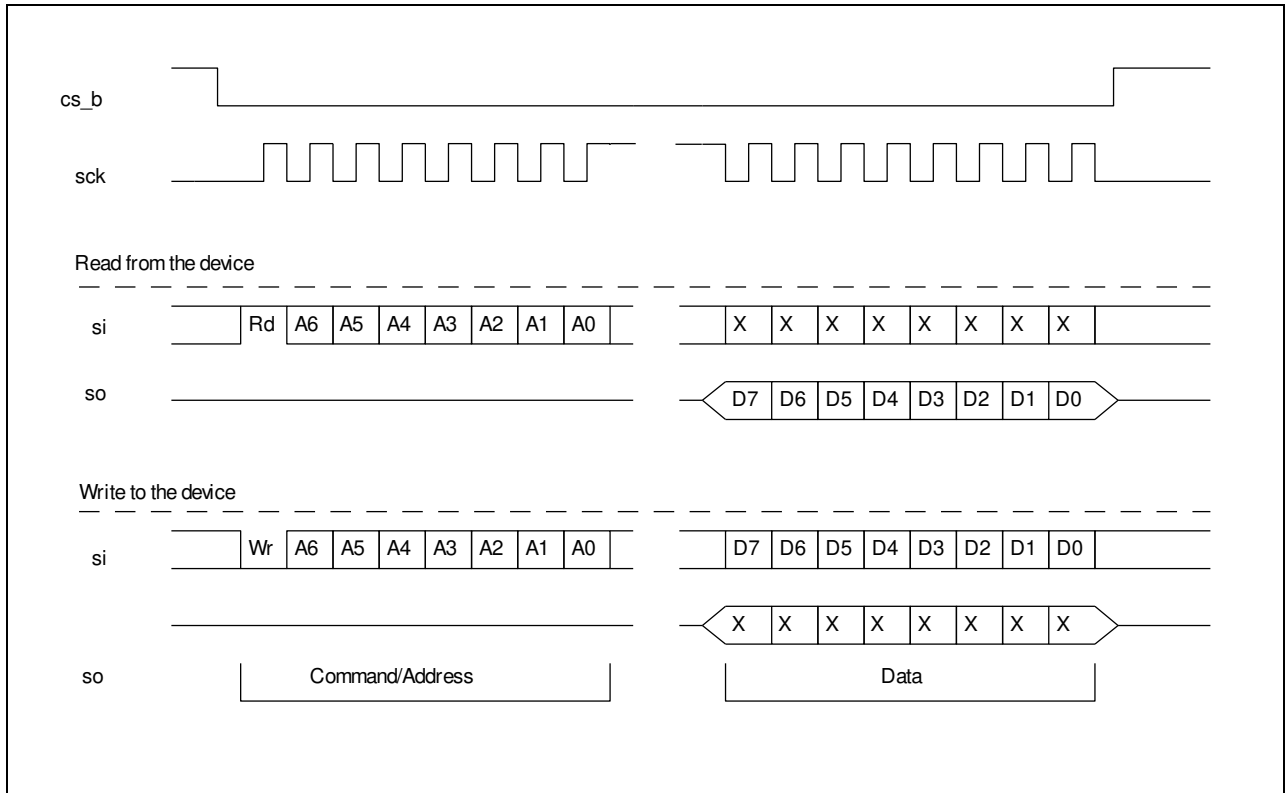 cs_b
sck
Read from the device
si Rd A6 A5 A4 A3 A2 A1 A0 X X X X X X X X
so D7 D6 D5 D4 D3 D2 D1 D0
Write to the device
si Wr A6 A5 A4 A3 A2 A1 A0 D7 D6 D5 D4 D3 D2 D1 D0
X X X X X X X X
so Command/Address Data